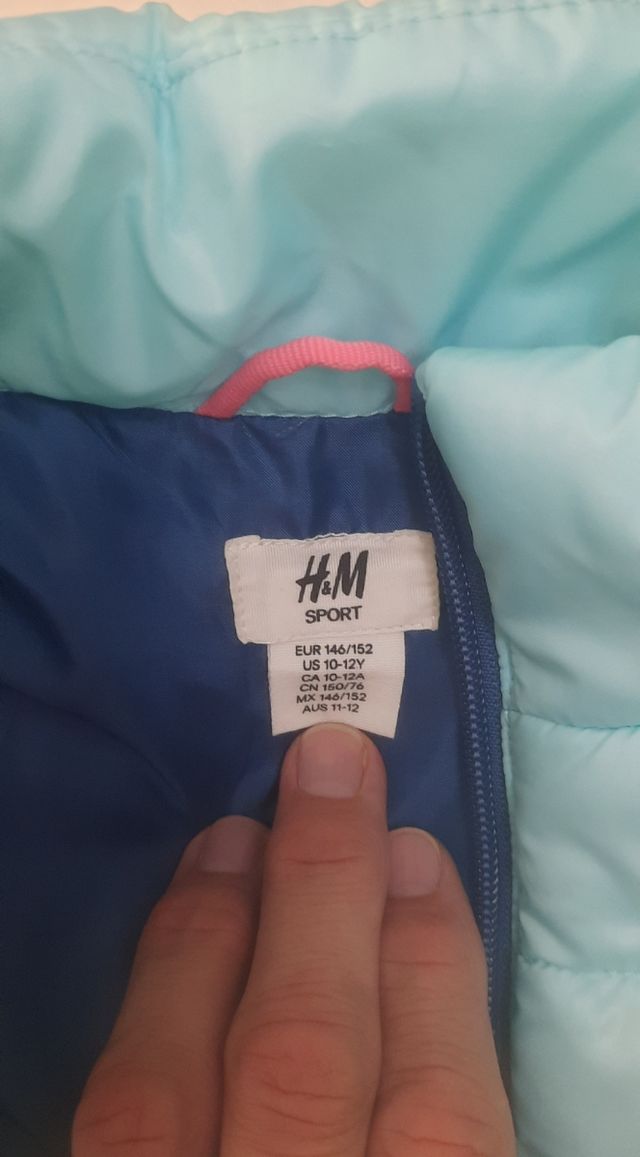 H&M
SPORT
EUR 146/152
US 10-12Y
CA 10-12A
CN 150/76
MX 146/152
AUS 11-12